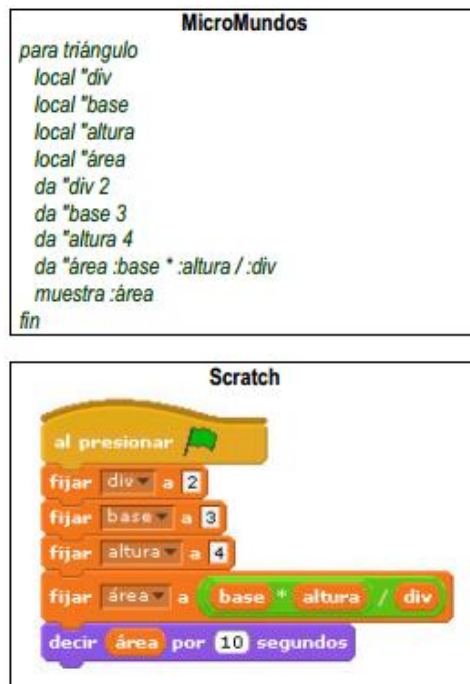 MicroMundos
para triángulo
local "div
local "base
local "altura
local "área
da "div 2
da "base 3
da "altura 4
da "área :base * :altura / :div
muestra :área
fin
Scratch
al presionar
fijar div a 2
fijar base a 3
fijar altura a 4
fijar área a base * altura / div
decir área por 10 segundos